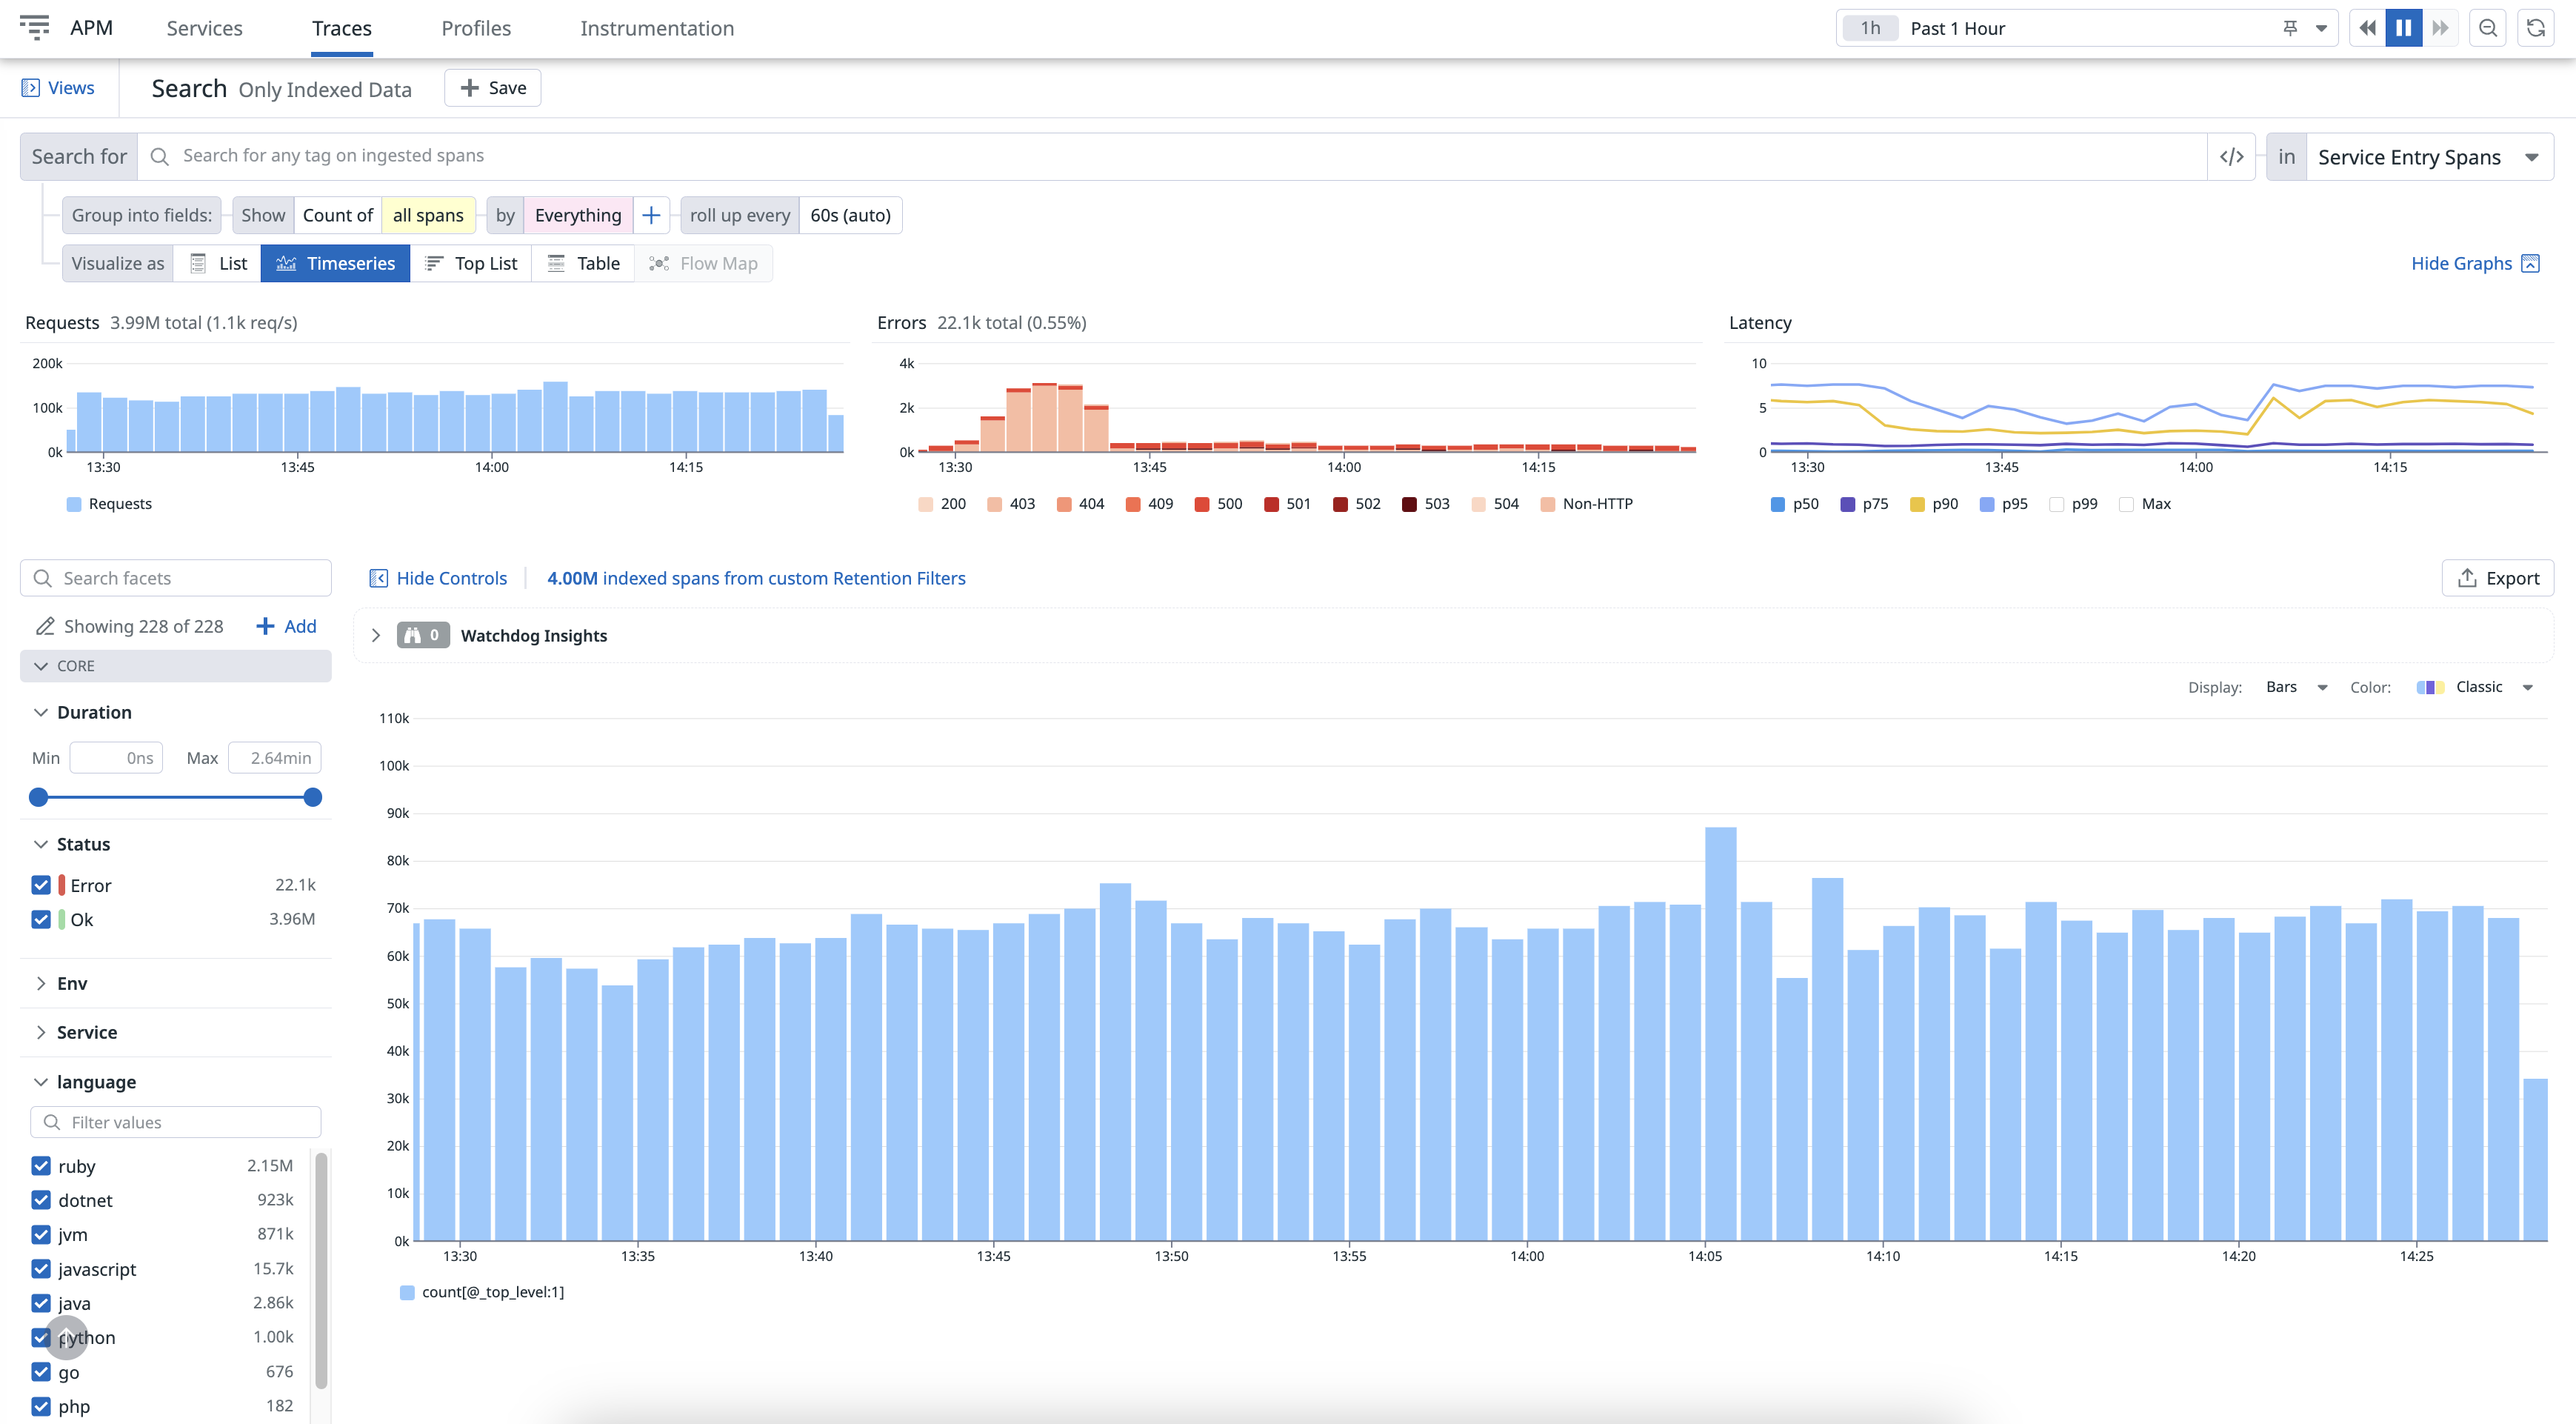 APM Services Traces Profiles Instrumentation 1h Past 1 Hour
Views Search Only Indexed Data Save
Search for Search for any tag on ingested spans </> in Service Entry Spans
Group into fields: Show Count of all spans by Everything roll up every 60s (auto)
Visualize as List Timeseries Top List Table Flow Map Hide Graphs
Requests 3.99M total (1.1k req/s)
200k
100k
0k
13:30 13:45 14:00 14:15
Requests
Errors 22.1k total (0.55%)
4k
2k
0k
13:30 13:45 14:00 14:15
200 403 404 409 500 501 502 503 504 Non-HTTP
Latency
10
5
0
13:30 13:45 14:00 14:15
p50 p75 p90 p95 p99 Max
Search facets
Showing 228 of 228 Add
CORE
Duration
Min 0ns Max 2.64min
Status
Error 22.1k
Ok 3.96M
Env
Service
language
Filter values
ruby 2.15M
dotnet 923k
jvm 871k
javascript 15.7k
java 2.86k
python 1.00k
go 676
php 182
Hide Controls 4.00M indexed spans from custom Retention Filters Export
0 Watchdog Insights
Display: Bars Color: Classic
110k
100k
90k
80k
70k
60k
50k
40k
30k
20k
10k
0k
13:30 13:35 13:40 13:45 13:50 13:55 14:00 14:05 14:10 14:15 14:20 14:25
count[@_top_level:1]